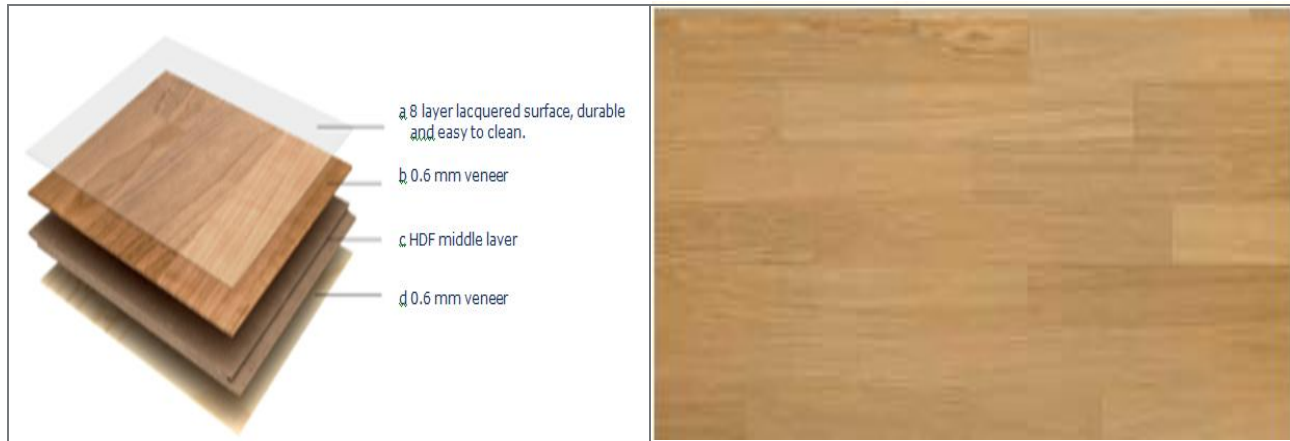 a 8 layer lacquered surface, durable
and easy to clean.
b 0.6 mm veneer
c HDF middle laver
d 0.6 mm veneer